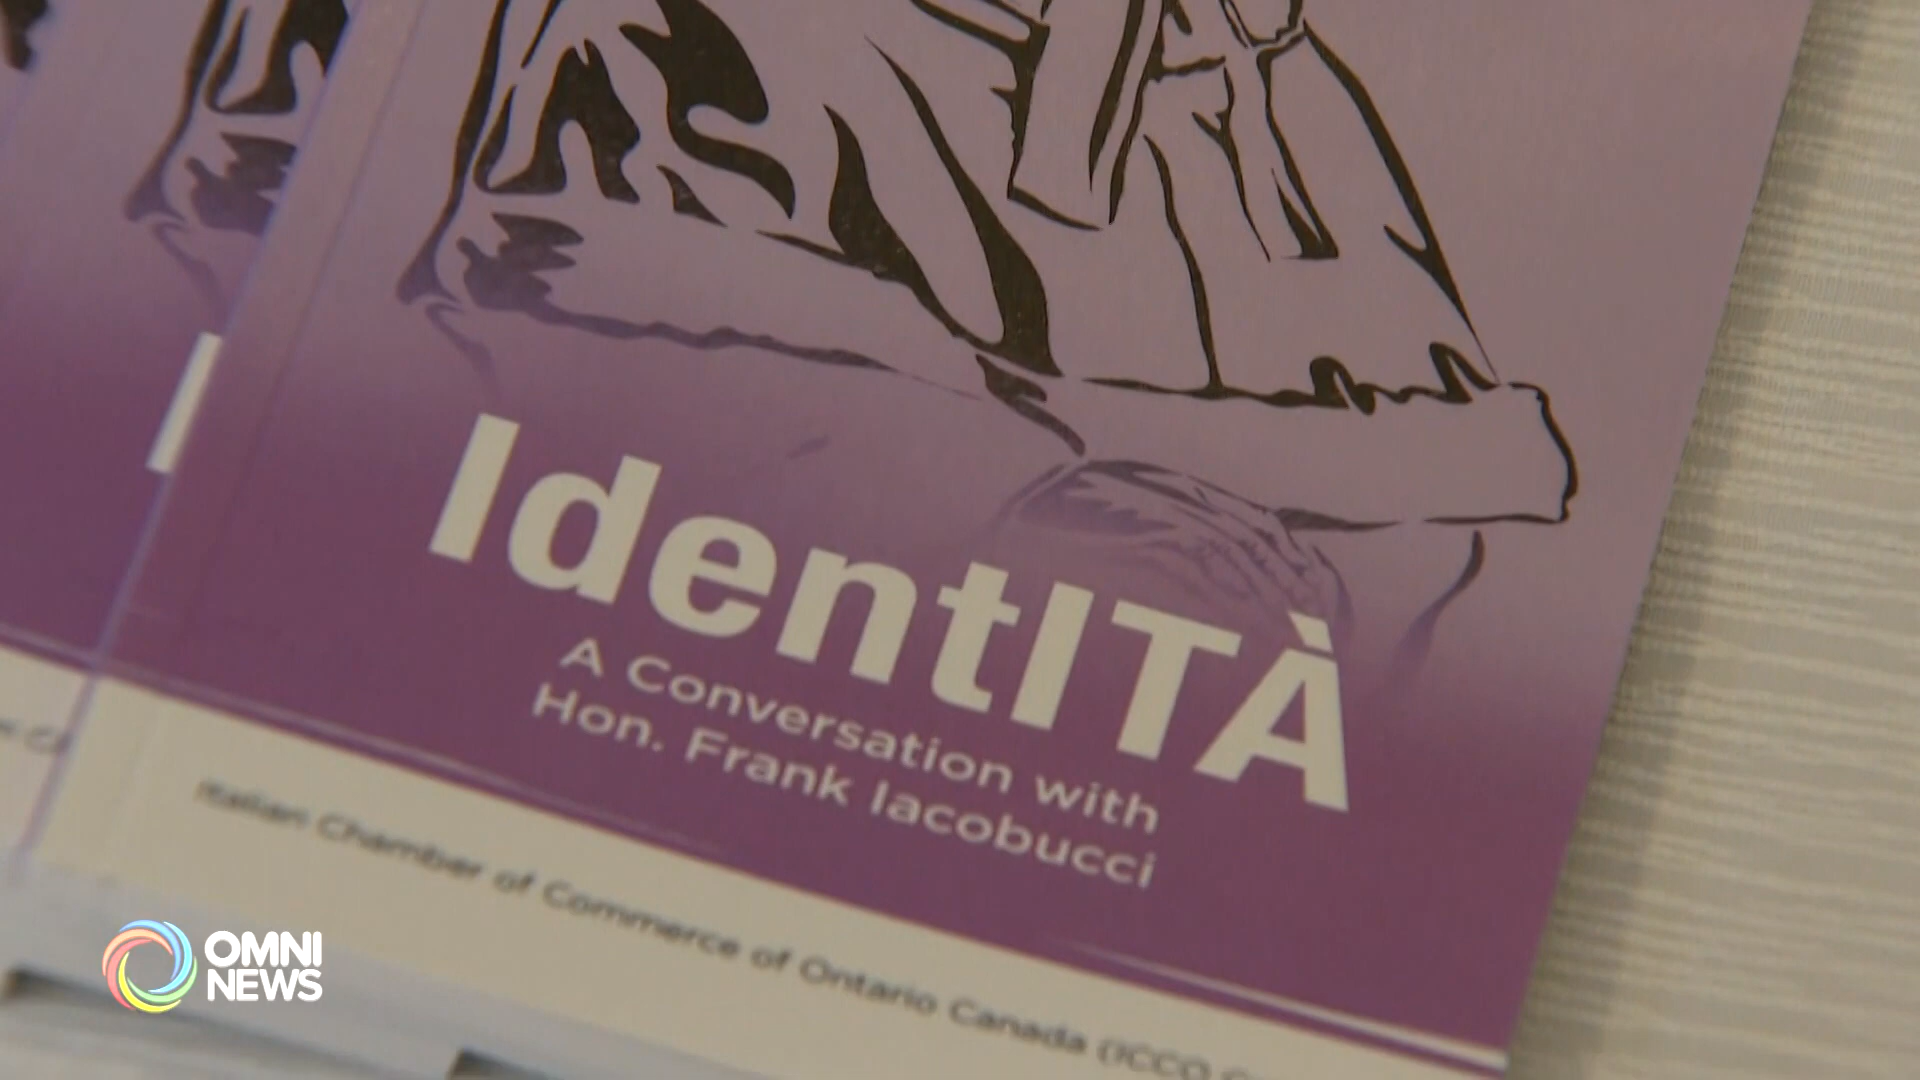 IdentITÀ
A Conversation with
Hon. Frank Iacobucci
Italian Chamber of Commerce of Ontario Canada (ICCO
OMNI
NEWS